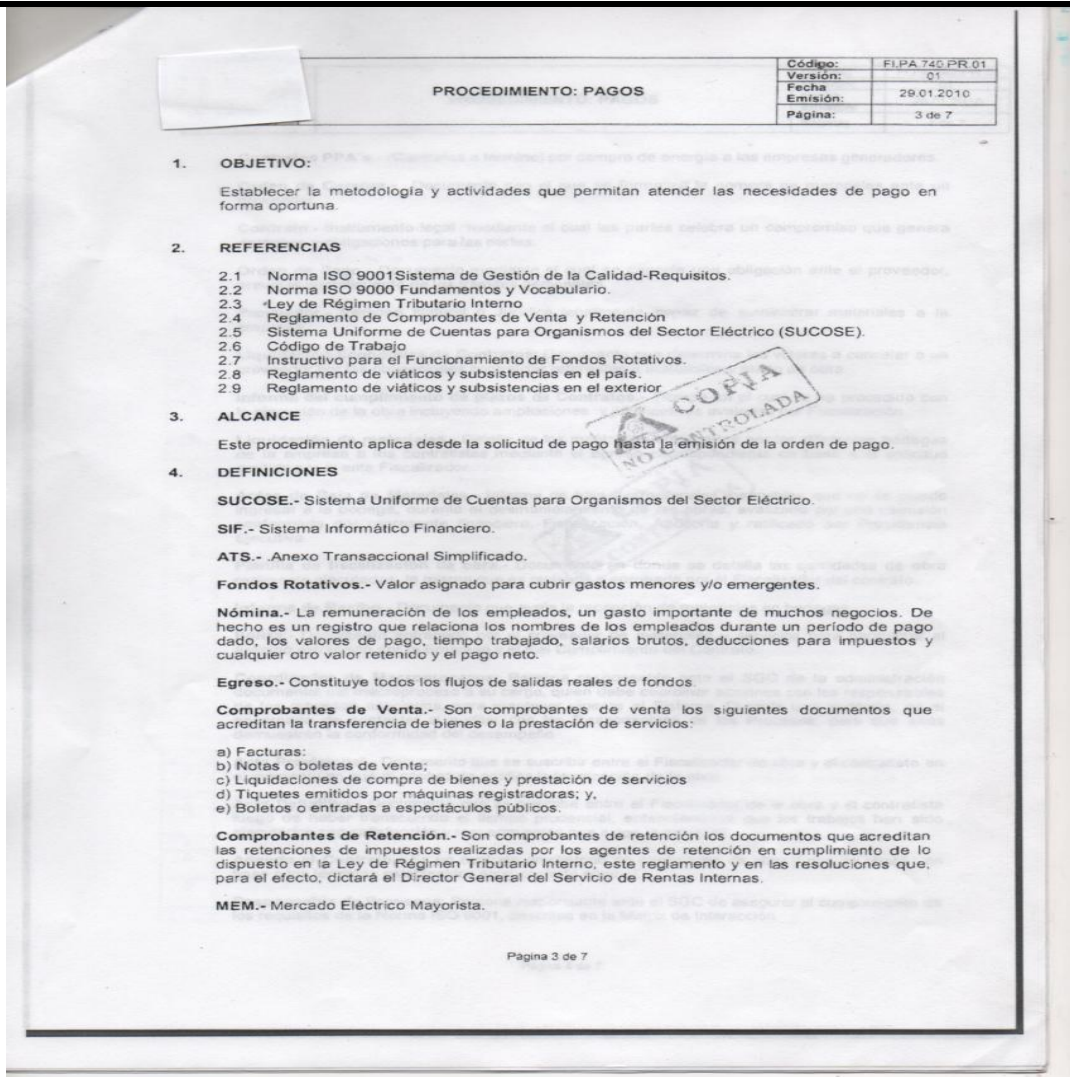 PROCEDIMIENTO: PAGOS
Código: FI.PA.740.PR.01
Versión: 01
Fecha Emisión: 29.01.2010
Página: 3 de 7
1. OBJETIVO:
Establecer la metodología y actividades que permitan atender las necesidades de pago en
forma oportuna.
2. REFERENCIAS
2.1 Norma ISO 9001Sistema de Gestión de la Calidad-Requisitos.
2.2 Norma ISO 9000 Fundamentos y Vocabulario.
2.3 Ley de Régimen Tributario Interno
2.4 Reglamento de Comprobantes de Venta y Retención
2.5 Sistema Uniforme de Cuentas para Organismos del Sector Eléctrico (SUCOSE).
2.6 Código de Trabajo
2.7 Instructivo para el Funcionamiento de Fondos Rotativos.
2.8 Reglamento de viáticos y subsistencias en el país.
2.9 Reglamento de viáticos y subsistencias en el exterior
COPIA
NO CONTROLADA
3. ALCANCE
Este procedimiento aplica desde la solicitud de pago hasta la emisión de la orden de pago.
4. DEFINICIONES
SUCOSE.- Sistema Uniforme de Cuentas para Organismos del Sector Eléctrico.
SIF.- Sistema Informático Financiero.
ATS.- .Anexo Transaccional Simplificado.
Fondos Rotativos.- Valor asignado para cubrir gastos menores y/o emergentes.
Nómina.- La remuneración de los empleados, un gasto importante de muchos negocios. De
hecho es un registro que relaciona los nombres de los empleados durante un período de pago
dado, los valores de pago, tiempo trabajado, salarios brutos, deducciones para impuestos y
cualquier otro valor retenido y el pago neto.
Egreso.- Constituye todos los flujos de salidas reales de fondos.
Comprobantes de Venta.- Son comprobantes de venta los siguientes documentos que
acreditan la transferencia de bienes o la prestación de servicios:
a) Facturas:
b) Notas o boletas de venta;
c) Liquidaciones de compra de bienes y prestación de servicios
d) Tiquetes emitidos por máquinas registradoras; y,
e) Boletos o entradas a espectáculos públicos.
Comprobantes de Retención.- Son comprobantes de retención los documentos que acreditan
las retenciones de impuestos realizadas por los agentes de retención en cumplimiento de lo
dispuesto en la Ley de Régimen Tributario Interno, este reglamento y en las resoluciones que,
para el efecto, dictará el Director General del Servicio de Rentas Internas.
MEM.- Mercado Eléctrico Mayorista.
Página 3 de 7